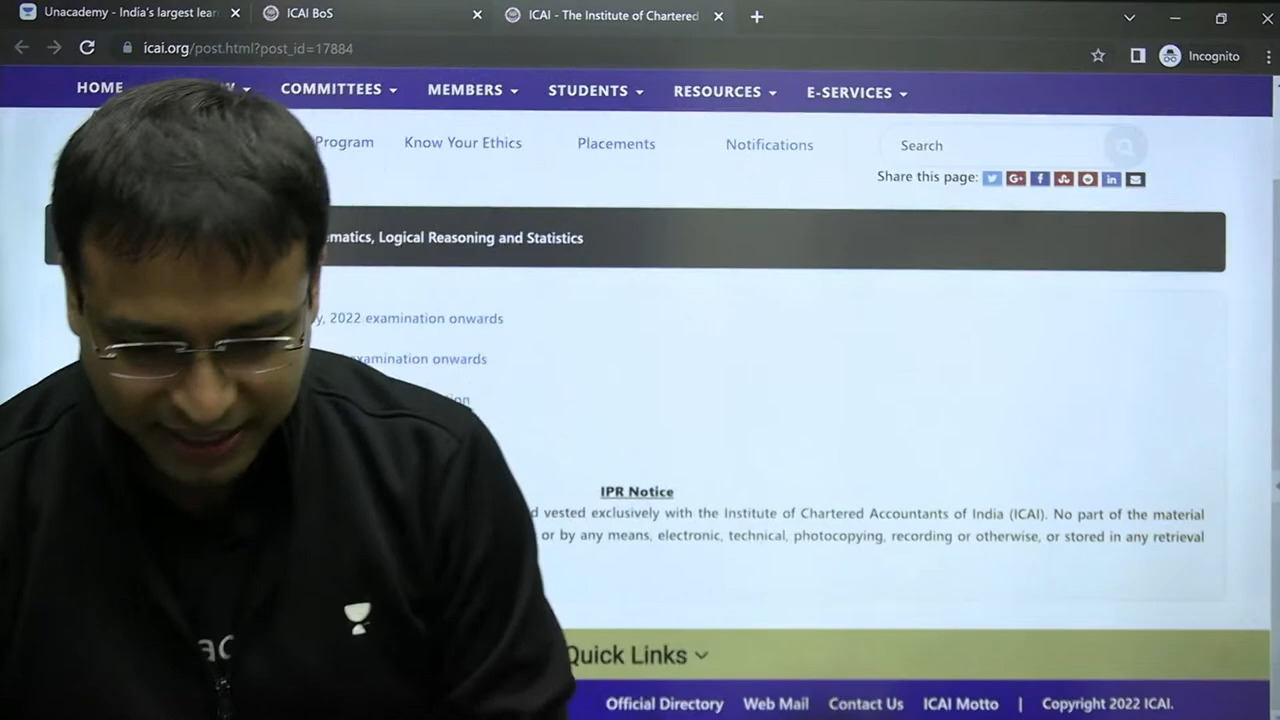 Unacademy - India's largest lear
ICAI BoS
ICAI - The Institute of Chartered
icai.org/post.html?post_id=17884
Incognito
HOME
COMMITTEES
MEMBERS
STUDENTS
RESOURCES
E-SERVICES
Program
Know Your Ethics
Placements
Notifications
Search
Share this page:
ematics, Logical Reasoning and Statistics
y, 2022 examination onwards
examination onwards
IPR Notice
d vested exclusively with the Institute of Chartered Accountants of India (ICAI). No part of the material
or by any means, electronic, technical, photocopying, recording or otherwise, or stored in any retrieval
Quick Links
Official Directory
Web Mail
Contact Us
ICAI Motto
|
Copyright 2022 ICAI.